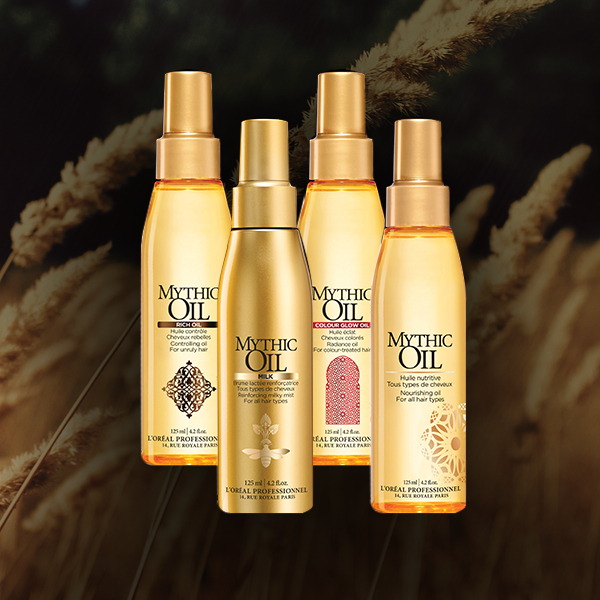 MYTHIC
OIL
RICH OIL
Huile contrôle
Cheveux rebelles
Controlling oil
For unruly hair
125 ml | 4.2 fl.oz.
L'ORÉAL PROFESSIONN
14, RUE ROYALE PARIS
MYTHIC
OIL
MILK
Brume lactée renforçatrice
Tous types de cheveux
Reinforcing milky mist
For all hair types
125 ml | 4.2 fl.oz.
L'ORÉAL PROFESSIONNEL
14, RUE ROYALE PARIS
MYTHIC
OIL
COLOUR GLOW OIL
Huile éclat
Cheveux colorés
Radiance oil
For colour-treated hair
125 ml | 4.2 fl.oz.
ÉAL PROFESSIONN
RUE ROYALE PARIS
MYTHIC
OIL
Huile nutritive
Tous types de cheveux
Nourishing oil
For all hair types
125 ml | 4.2 fl.oz.
L'ORÉAL PROFESSIONNEL
14, RUE ROYALE PARIS